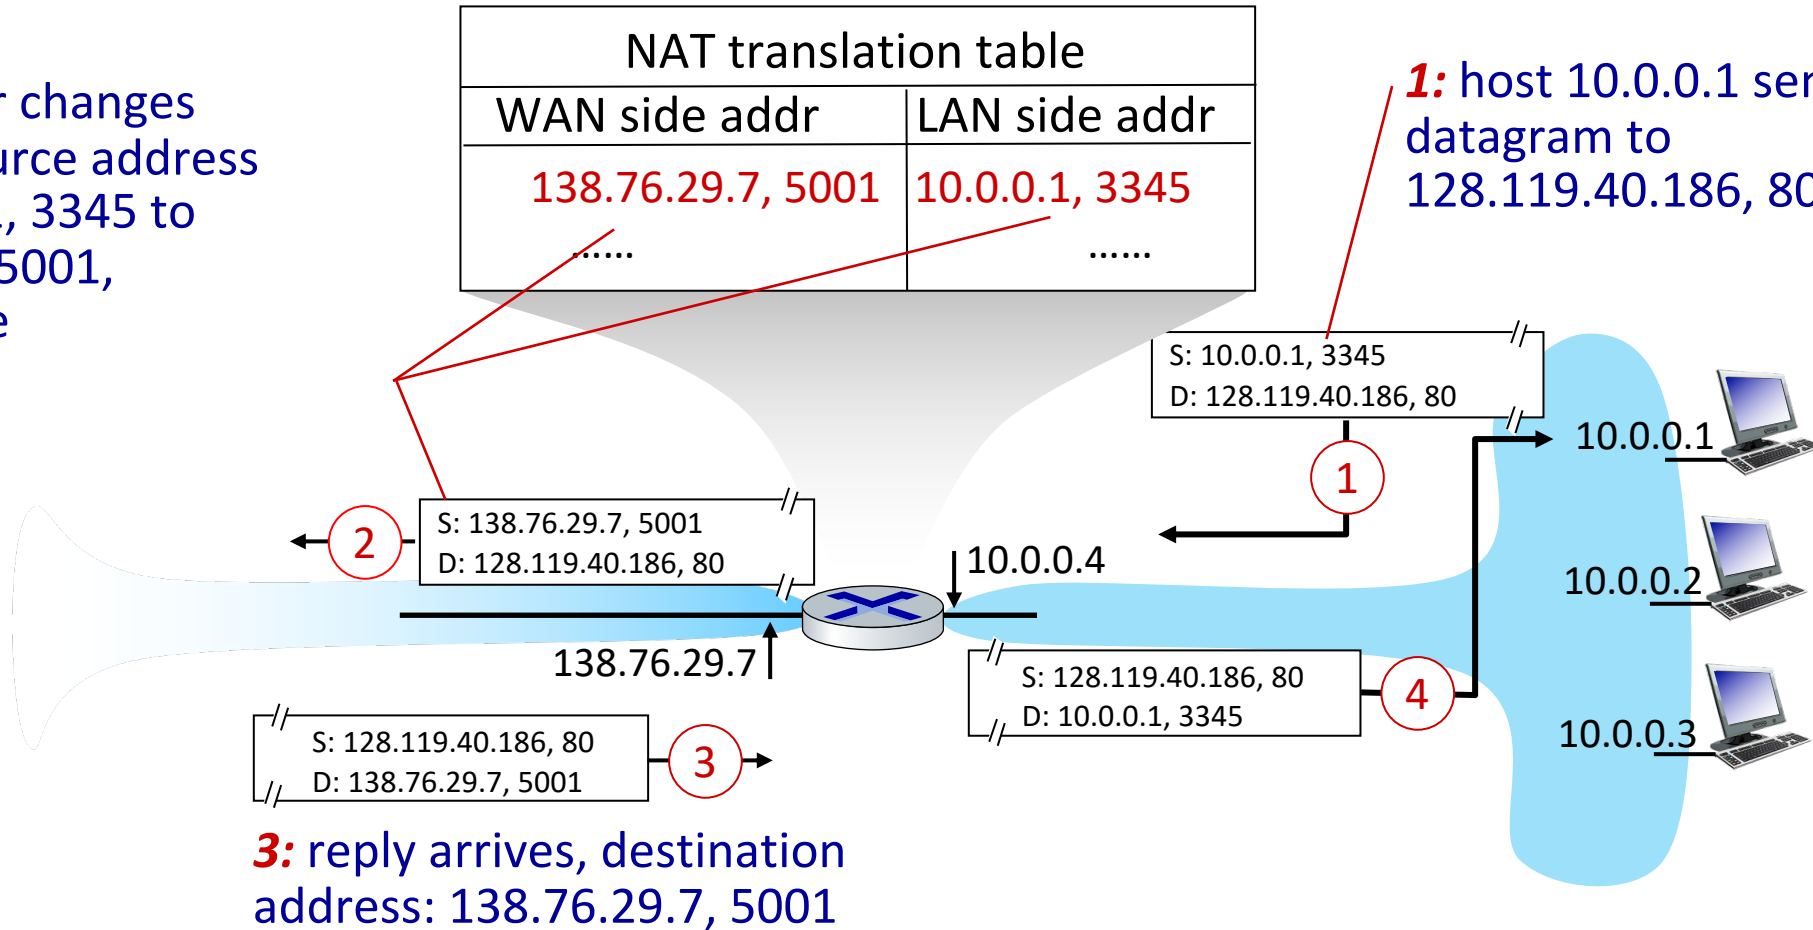 NAT translation table
WAN side addr LAN side addr
138.76.29.7, 5001 10.0.0.1, 3345
...... ......
r changes
urce address
, 3345 to
5001,
e
1: host 10.0.0.1 sen
datagram to
128.119.40.186, 80
S: 10.0.0.1, 3345
D: 128.119.40.186, 80
1
10.0.0.1
S: 138.76.29.7, 5001
D: 128.119.40.186, 80
2
10.0.0.4
10.0.0.2
138.76.29.7
S: 128.119.40.186, 80
D: 10.0.0.1, 3345
4
10.0.0.3
S: 128.119.40.186, 80
D: 138.76.29.7, 5001
3
3: reply arrives, destination
address: 138.76.29.7, 5001